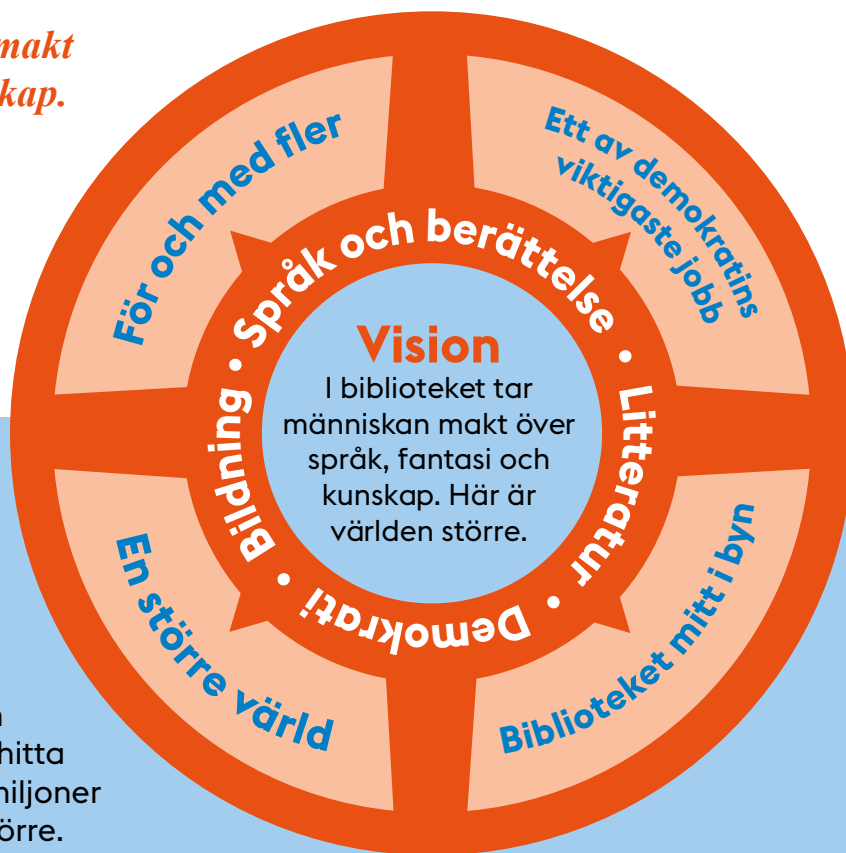 makt
kap.
För och med fler
Ett av demokratins
viktigaste jobb
Språk och berättelse • Litteratur • Demokrati • Bildning •
Vision
I biblioteket tar
människan makt över
språk, fantasi och
kunskap. Här är
världen större.
En större värld
Biblioteket mitt i byn
hitta
miljoner
örre.